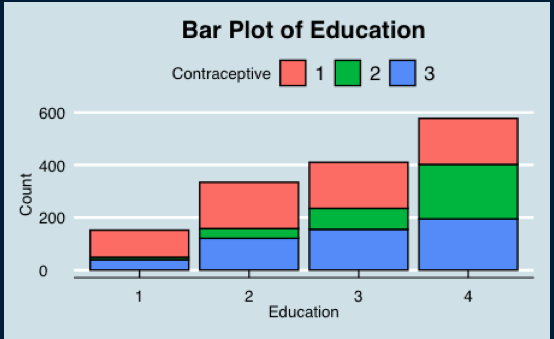 Bar Plot of Education
Contraceptive 1 2 3
600
400
200
0
Count
1 2 3 4
Education